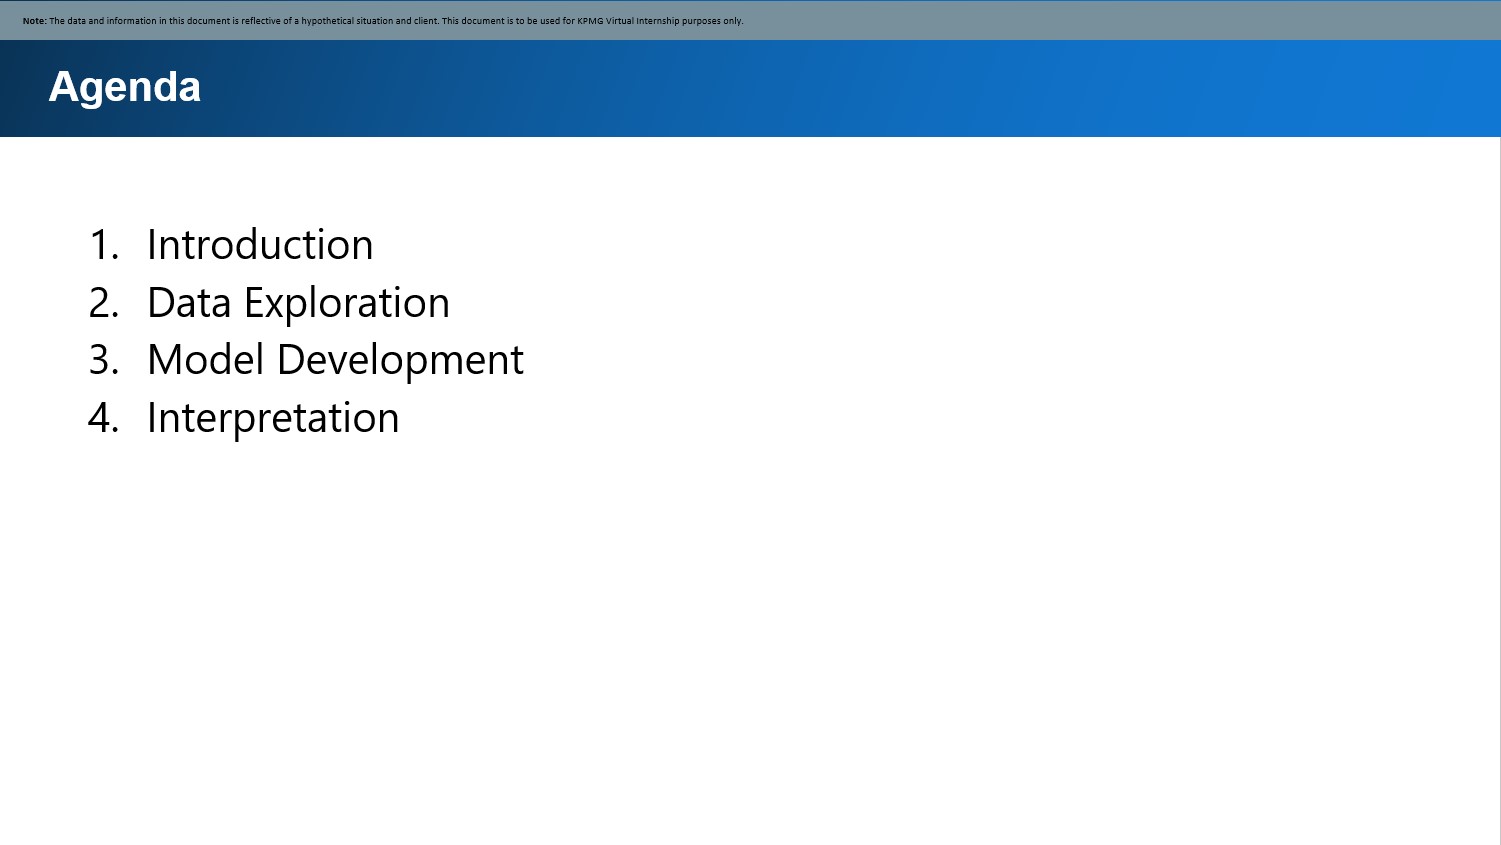 Note: The data and information in this document is reflective of a hypothetical situation and client. This document is to be used for KPMG Virtual Internship purposes only.
Agenda
1. Introduction
2. Data Exploration
3. Model Development
4. Interpretation